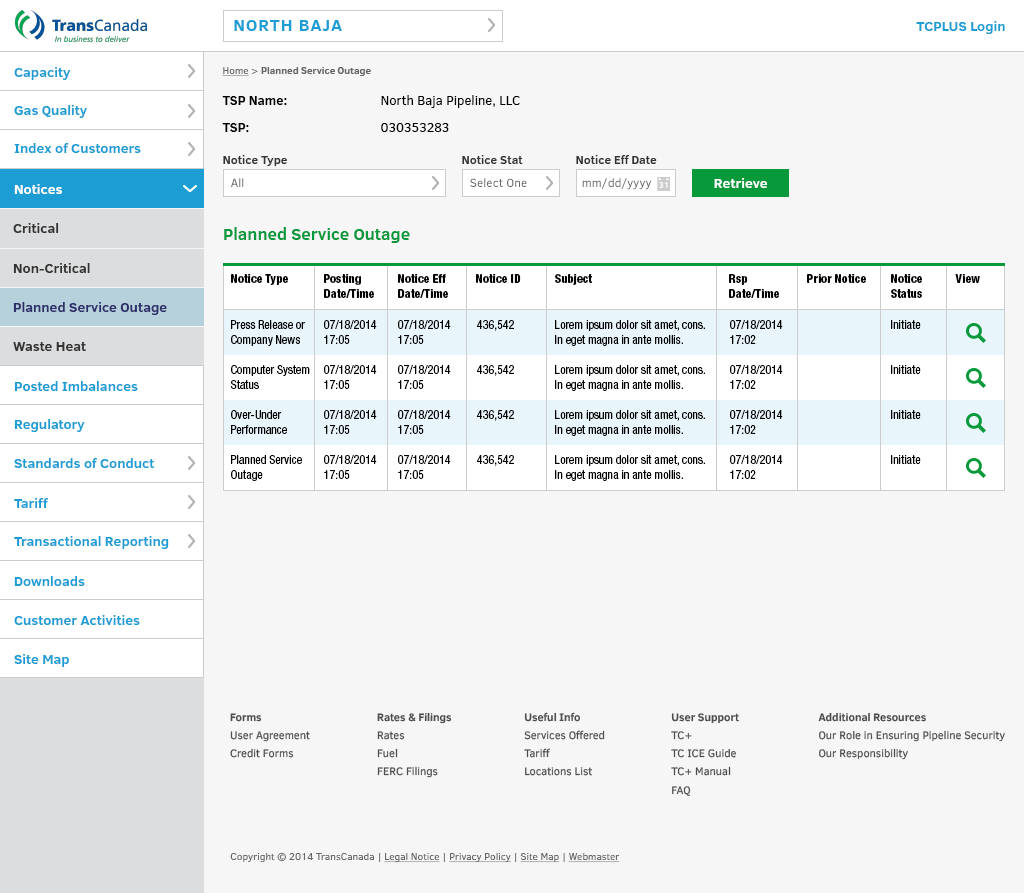 TransCanada
In business to deliver
NORTH BAJA
TCPLUS Login
Capacity
Gas Quality
Index of Customers
Notices
Critical
Non-Critical
Planned Service Outage
Waste Heat
Posted Imbalances
Regulatory
Standards of Conduct
Tariff
Transactional Reporting
Downloads
Customer Activities
Site Map
Home > Planned Service Outage
TSP Name: North Baja Pipeline, LLC
TSP: 030353283
Notice Type Notice Stat Notice Eff Date
All Select One mm/dd/yyyy 31 Retrieve
Planned Service Outage
Notice Type Posting Notice Eff Notice ID Subject Rsp Prior Notice Notice View
Date/Time Date/Time Date/Time Status
Press Release or 07/18/2014 07/18/2014 436,542 Lorem ipsum dolor sit amet, cons. 07/18/2014 Initiate
Company News 17:05 17:05 In eget magna in ante mollis. 17:02
Computer System 07/18/2014 07/18/2014 436,542 Lorem ipsum dolor sit amet, cons. 07/18/2014 Initiate
Status 17:05 17:05 In eget magna in ante mollis. 17:02
Over-Under 07/18/2014 07/18/2014 436,542 Lorem ipsum dolor sit amet, cons. 07/18/2014 Initiate
Performance 17:05 17:05 In eget magna in ante mollis. 17:02
Planned Service 07/18/2014 07/18/2014 436,542 Lorem ipsum dolor sit amet, cons. 07/18/2014 Initiate
Outage 17:05 17:05 In eget magna in ante mollis. 17:02
Forms Rates & Filings Useful Info User Support Additional Resources
User Agreement Rates Services Offered TC+ Our Role in Ensuring Pipeline Security
Credit Forms Fuel Tariff TC ICE Guide Our Responsibility
FERC Filings Locations List TC+ Manual
FAQ
Copyright © 2014 TransCanada | Legal Notice | Privacy Policy | Site Map | Webmaster